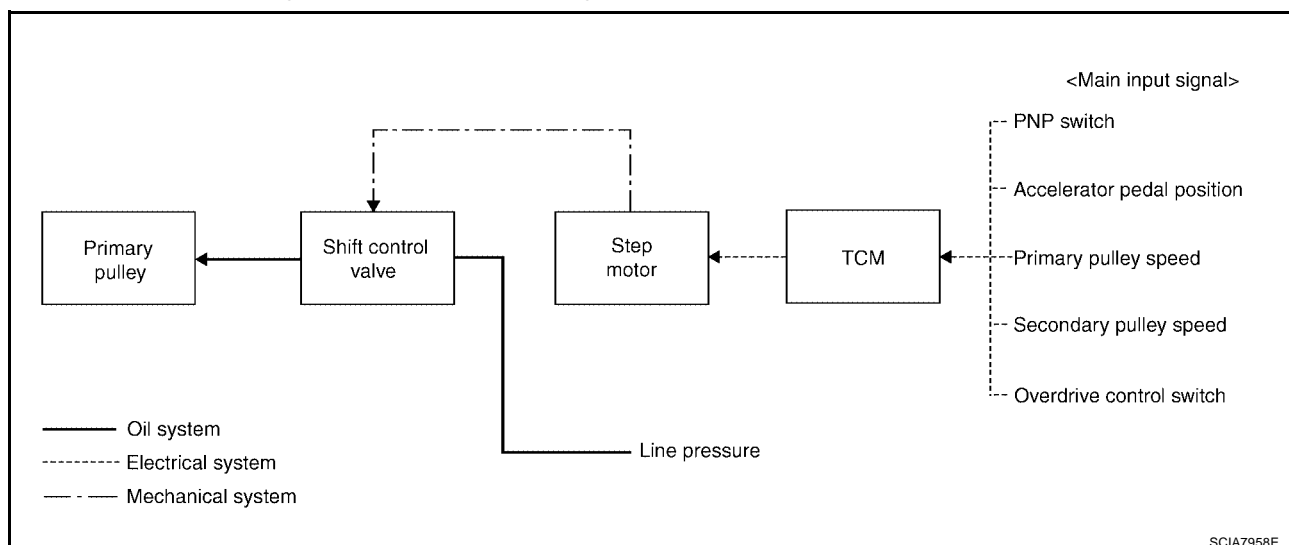 <Main input signal>
PNP switch
Accelerator pedal position
Primary pulley speed
Secondary pulley speed
Overdrive control switch
Primary
pulley
Shift control
valve
Step
motor
TCM
Oil system
Electrical system
Mechanical system
Line pressure
SCIA7958E